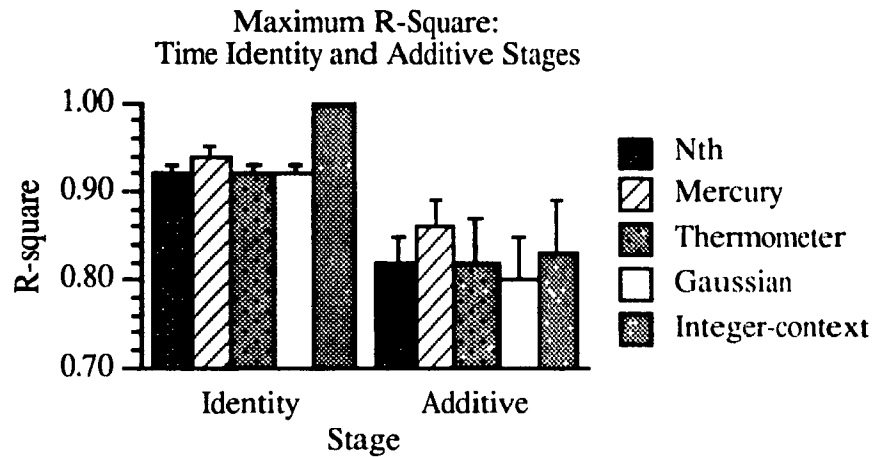 Maximum R-Square:
Time Identity and Additive Stages
1.00
0.90
0.80
0.70
R-square
Identity
Additive
Stage
Nth
Mercury
Thermometer
Gaussian
Integer-context